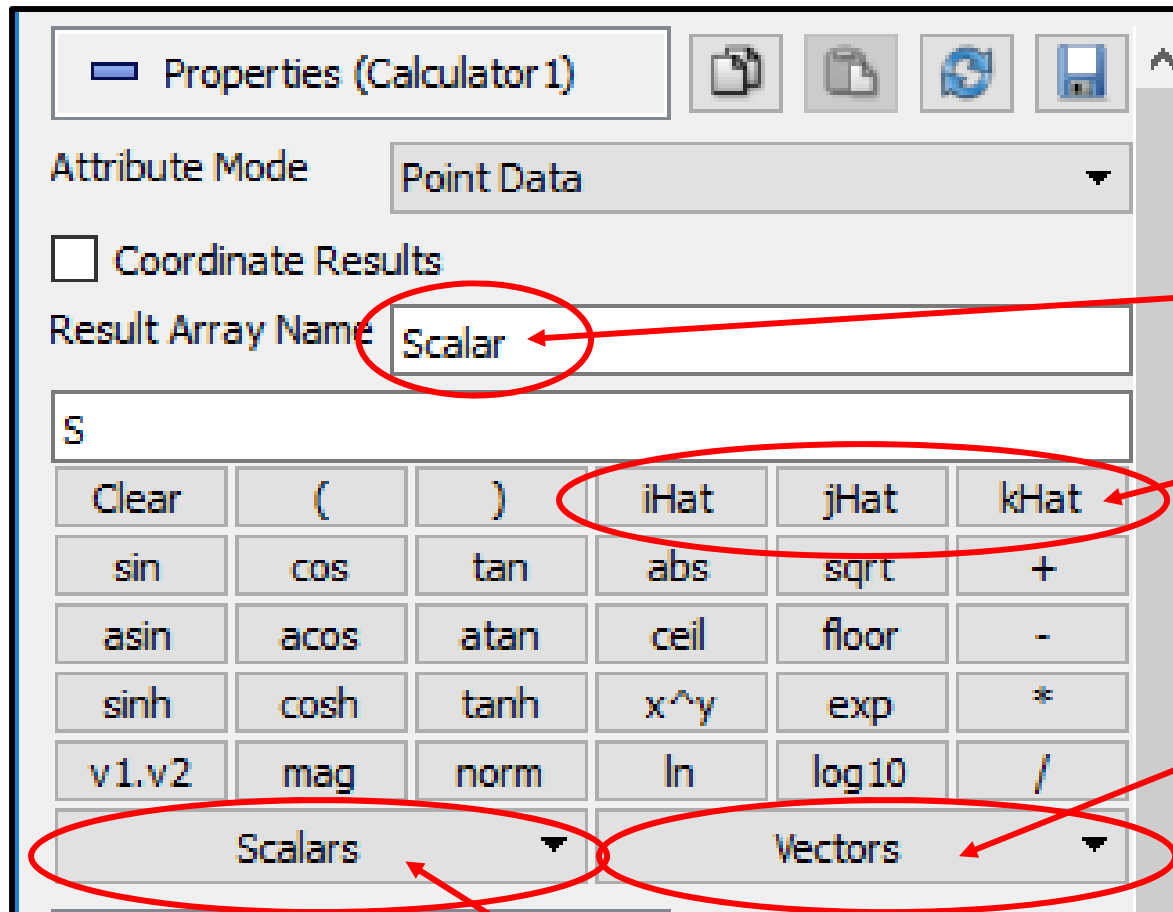 Properties (Calculator1)
Attribute Mode Point Data
Coordinate Results
Result Array Name Scalar
S
Clear ( ) iHat jHat kHat
sin cos tan abs sqrt +
asin acos atan ceil floor -
sinh cosh tanh x^y exp *
v1.v2 mag norm ln log10 /
Scalars Vectors